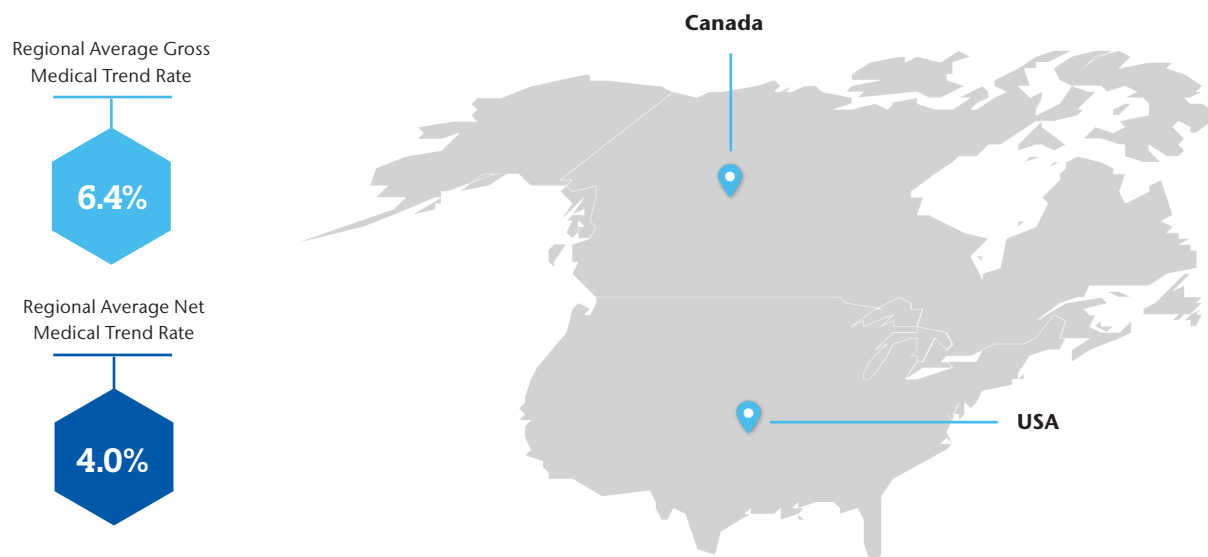 Canada
Regional Average Gross
Medical Trend Rate
6.4%
Regional Average Net
Medical Trend Rate
4.0%
USA